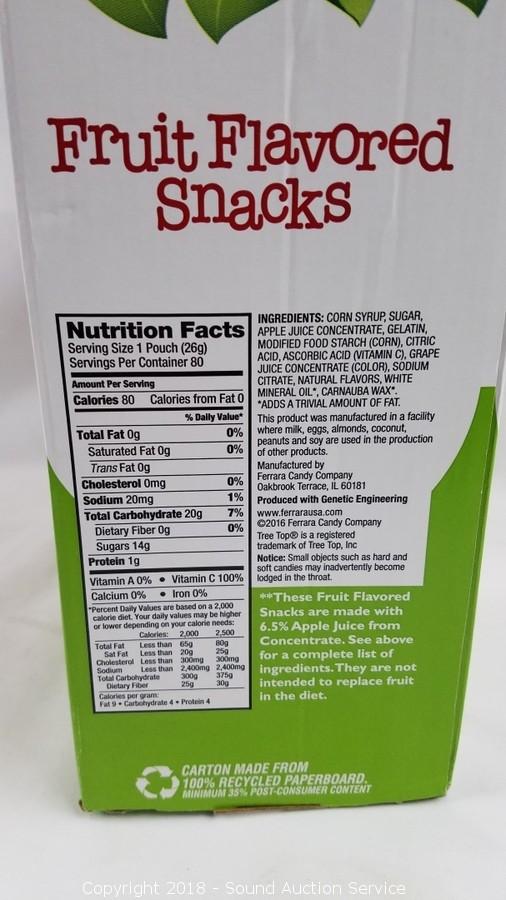 Fruit Flavored
Snacks
Nutrition Facts
Serving Size 1 Pouch (26g)
Servings Per Container 80
Amount Per Serving
Calories 80 Calories from Fat 0
% Daily Value*
Total Fat 0g 0%
Saturated Fat 0g 0%
Trans Fat 0g
Cholesterol 0mg 0%
Sodium 20mg 1%
Total Carbohydrate 20g 7%
Dietary Fiber 0g 0%
Sugars 14g
Protein 1g
Vitamin A 0% • Vitamin C 100%
Calcium 0% • Iron 0%
*Percent Daily Values are based on a 2,000
calorie diet. Your daily values may be higher
or lower depending on your calorie needs:
Calories: 2,000 2,500
Total Fat Less than 65g 80g
Sat Fat Less than 20g 25g
Cholesterol Less than 300mg 300mg
Sodium Less than 2,400mg 2,400mg
Total Carbohydrate 300g 375g
Dietary Fiber 25g 30g
Calories per gram:
Fat 9 • Carbohydrate 4 • Protein 4
INGREDIENTS: CORN SYRUP, SUGAR,
APPLE JUICE CONCENTRATE, GELATIN,
MODIFIED FOOD STARCH (CORN), CITRIC
ACID, ASCORBIC ACID (VITAMIN C), GRAPE
JUICE CONCENTRATE (COLOR), SODIUM
CITRATE, NATURAL FLAVORS, WHITE
MINERAL OIL*, CARNAUBA WAX*.
*ADDS A TRIVIAL AMOUNT OF FAT.
This product was manufactured in a facility
where milk, eggs, almonds, coconut,
peanuts and soy are used in the production
of other products.
Manufactured by
Ferrara Candy Company
Oakbrook Terrace, IL 60181
Produced with Genetic Engineering
www.ferrarausa.com
©2016 Ferrara Candy Company
Tree Top® is a registered
trademark of Tree Top, Inc
Notice: Small objects such as hard and
soft candies may inadvertently become
lodged in the throat.
**These Fruit Flavored
Snacks are made with
6.5% Apple Juice from
Concentrate. See above
for a complete list of
ingredients. They are not
intended to replace fruit
in the diet.
CARTON MADE FROM
100% RECYCLED PAPERBOARD.
MINIMUM 35% POST-CONSUMER CONTENT
Copyright 2018 - Sound Auction Service